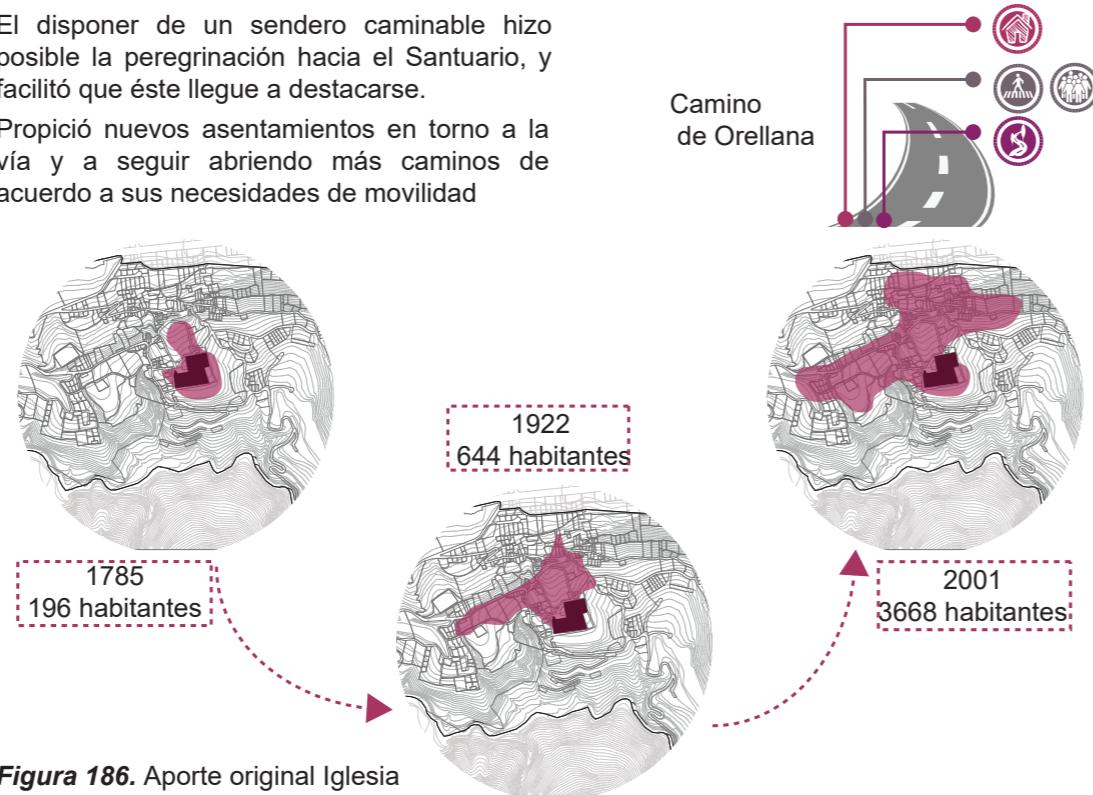 El disponer de un sendero caminable hizo
posible la peregrinación hacia el Santuario, y
facilitó que éste llegue a destacarse.
Propició nuevos asentamientos en torno a la
vía y a seguir abriendo más caminos de
acuerdo a sus necesidades de movilidad
Camino
de Orellana
1785
196 habitantes
1922
644 habitantes
2001
3668 habitantes
Figura 186. Aporte original Iglesia